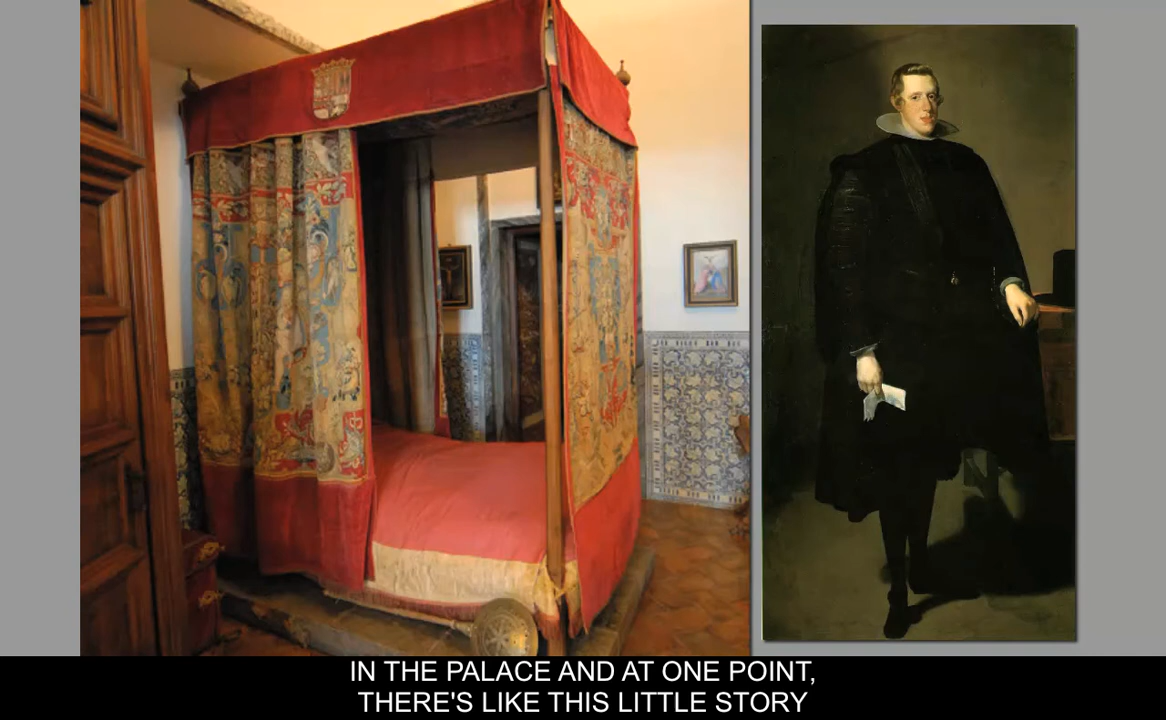 IN THE PALACE AND AT ONE POINT,
THERE'S LIKE THIS LITTLE STORY